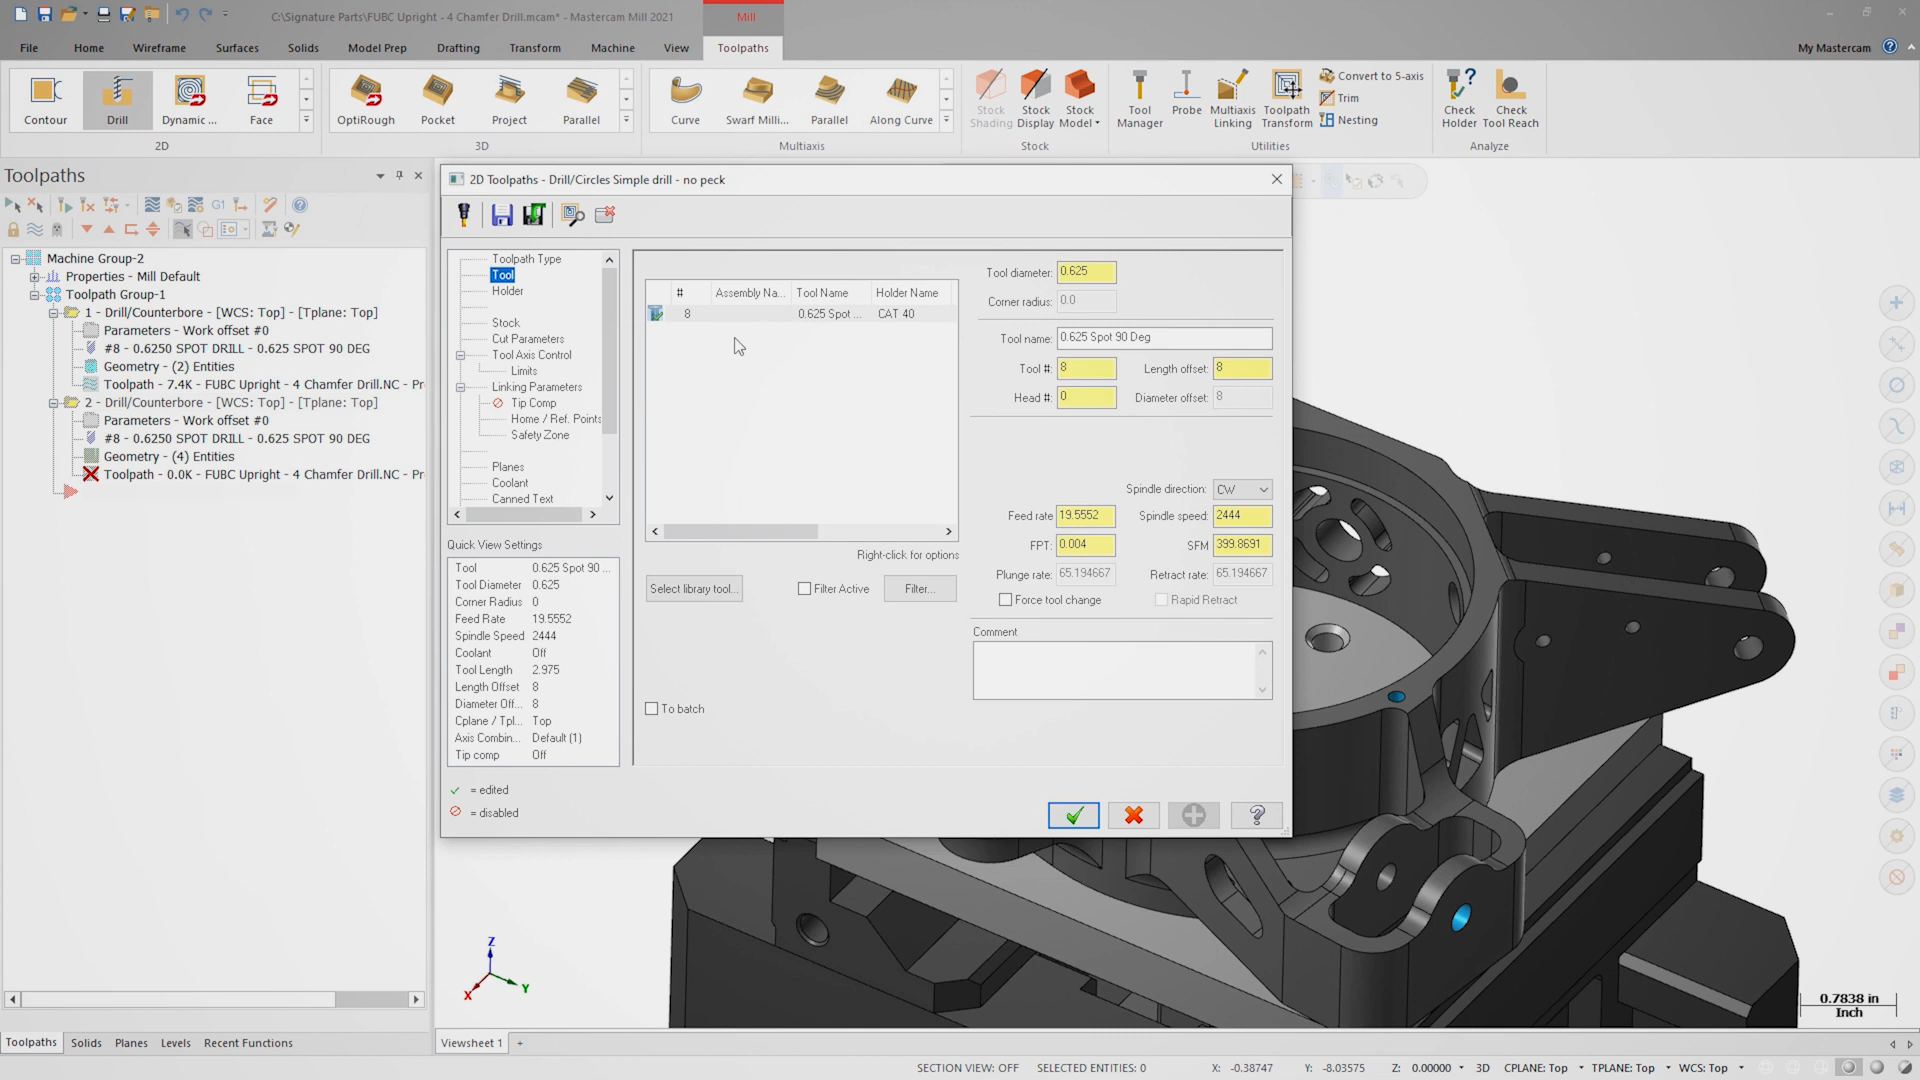 C:\Signature Parts\FUBC Upright - 4 Chamfer Drill.mcam* - Mastercam Mill 2021
Mill
File
Home
Wireframe
Surfaces
Solids
Model Prep
Drafting
Transform
Machine
View
Toolpaths
My Mastercam
Contour
Drill
Dynamic ...
Face
OptiRough
Pocket
Project
Parallel
Curve
Swarf Milli...
Parallel
Along Curve
Stock Shading
Stock Display
Stock Model
Tool Manager
Probe
Multiaxis Linking
Toolpath Transform
Convert to 5-axis
Trim
Nesting
Check Holder
Check Tool Reach
2D
3D
Multiaxis
Stock
Utilities
Analyze
Toolpaths
G1
Machine Group-2
Properties - Mill Default
Toolpath Group-1
1 - Drill/Counterbore - [WCS: Top] - [Tplane: Top]
Parameters - Work offset #0
#8 - 0.6250 SPOT DRILL - 0.625 SPOT 90 DEG
Geometry - (2) Entities
Toolpath - 7.4K - FUBC Upright - 4 Chamfer Drill.NC - Pr
2 - Drill/Counterbore - [WCS: Top] - [Tplane: Top]
Parameters - Work offset #0
#8 - 0.6250 SPOT DRILL - 0.625 SPOT 90 DEG
Geometry - (4) Entities
Toolpath - 0.0K - FUBC Upright - 4 Chamfer Drill.NC - Pr
2D Toolpaths - Drill/Circles Simple drill - no peck
Toolpath Type
Tool
Holder
Stock
Cut Parameters
Tool Axis Control
Limits
Linking Parameters
Tip Comp
Home / Ref. Points
Safety Zone
Planes
Coolant
Canned Text
Quick View Settings
Tool 0.625 Spot 90 ...
Tool Diameter 0.625
Corner Radius 0
Feed Rate 19.5552
Spindle Speed 2444
Coolant Off
Tool Length 2.975
Length Offset 8
Diameter Off... 8
Cplane / Tpl... Top
Axis Combin... Default (1)
Tip comp Off
= edited
= disabled
# Assembly Na... Tool Name Holder Name
8 0.625 Spot ... CAT 40
Right-click for options
Select library tool...
Filter Active
Filter...
To batch
Tool diameter: 0.625
Corner radius: 0.0
Tool name: 0.625 Spot 90 Deg
Tool #: 8 Length offset: 8
Head #: 0 Diameter offset: 8
Spindle direction: CW
Feed rate 19.5552 Spindle speed: 2444
FPT: 0.004 SFM 399.8691
Plunge rate: 65.194667 Retract rate: 65.194667
Force tool change Rapid Retract
Comment
Z
X
Y
0.7838 in
Inch
Toolpaths
Solids
Planes
Levels
Recent Functions
Viewsheet 1
+
SECTION VIEW: OFF
SELECTED ENTITIES: 0
X: -0.38747
Y: -8.03575
Z: 0.00000
3D
CPLANE: Top
TPLANE: Top
WCS: Top